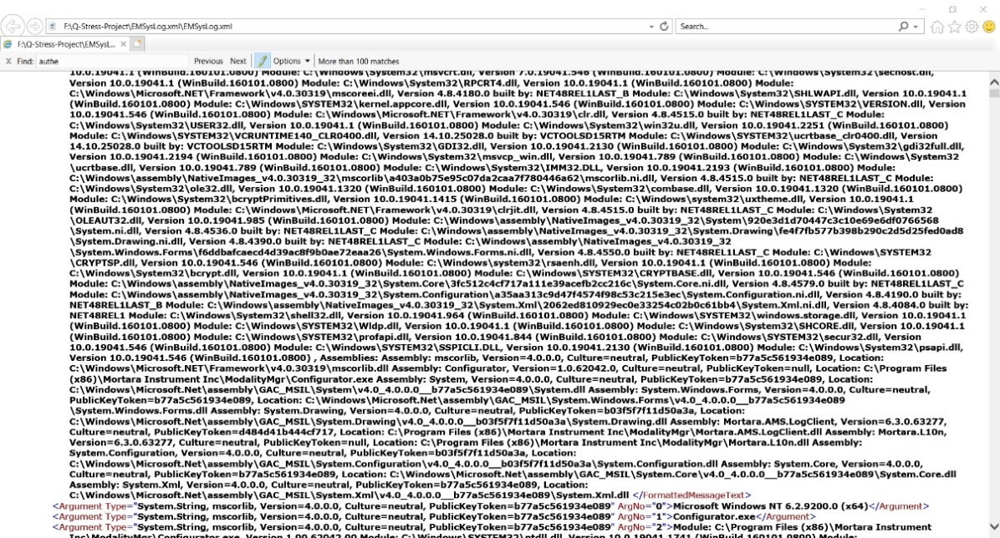 F:\Q-Stress-Project\EMSysLog.xml\EMSysLog.xml
Search...
F:\Q-Stress-Project\EMSysL...
X Find: authe Previous Next Options More than 100 matches
10.0.19041.1 (WinBuild.160101.0800) Module: C:\Windows\System32\msvcrt.dll, Version 7.0.19041.546 (WinBuild.160101.0800) Module: C:\Windows\System32\sechost.dll,
Version 10.0.19041.1 (WinBuild.160101.0800) Module: C:\Windows\System32\RPCRT4.dll, Version 10.0.19041.1 (WinBuild.160101.0800) Module:
C:\Windows\Microsoft.NET\Framework\v4.0.30319\mscoreei.dll, Version 4.8.4180.0 built by: NET48REL1LAST_B Module: C:\Windows\System32\SHLWAPI.dll, Version 10.0.19041.1
(WinBuild.160101.0800) Module: C:\Windows\SYSTEM32\kernel.appcore.dll, Version 10.0.19041.546 (WinBuild.160101.0800) Module: C:\Windows\SYSTEM32\VERSION.dll, Version
10.0.19041.546 (WinBuild.160101.0800) Module: C:\Windows\Microsoft.NET\Framework\v4.0.30319\clr.dll, Version 4.8.4515.0 built by: NET48REL1LAST_C Module:
C:\Windows\System32\USER32.dll, Version 10.0.19041.1 (WinBuild.160101.0800) Module: C:\Windows\System32\win32u.dll, Version 10.0.19041.2251 (WinBuild.160101.0800)
Module: C:\Windows\SYSTEM32\VCRUNTIME140_CLR0400.dll, Version 14.10.25028.0 built by: VCTOOLSD15RTM Module: C:\Windows\SYSTEM32\ucrtbase_clr0400.dll, Version
14.10.25028.0 built by: VCTOOLSD15RTM Module: C:\Windows\System32\GDI32.dll, Version 10.0.19041.2130 (WinBuild.160101.0800) Module: C:\Windows\System32\gdi32full.dll,
Version 10.0.19041.2194 (WinBuild.160101.0800) Module: C:\Windows\System32\msvcp_win.dll, Version 10.0.19041.789 (WinBuild.160101.0800) Module: C:\Windows\System32
\ucrtbase.dll, Version 10.0.19041.789 (WinBuild.160101.0800) Module: C:\Windows\System32\IMM32.DLL, Version 10.0.19041.2193 (WinBuild.160101.0800) Module:
C:\Windows\assembly\NativeImages_v4.0.30319_32\mscorlib\a403a0b75e95c07da2caa7f780446a62\mscorlib.ni.dll, Version 4.8.4515.0 built by: NET48REL1LAST_C Module:
C:\Windows\System32\ole32.dll, Version 10.0.19041.1320 (WinBuild.160101.0800) Module: C:\Windows\System32\combase.dll, Version 10.0.19041.1320 (WinBuild.160101.0800)
Module: C:\Windows\System32\bcryptPrimitives.dll, Version 10.0.19041.1415 (WinBuild.160101.0800) Module: C:\Windows\system32\uxtheme.dll, Version 10.0.19041.1
(WinBuild.160101.0800) Module: C:\Windows\Microsoft.NET\Framework\v4.0.30319\clrjit.dll, Version 4.8.4515.0 built by: NET48REL1LAST_C Module: C:\Windows\System32
\OLEAUT32.dll, Version 10.0.19041.985 (WinBuild.160101.0800) Module: C:\Windows\assembly\NativeImages_v4.0.30319_32\System\920e3d1d70447c3c10e69e6df0766568
\System.ni.dll, Version 4.8.4536.0 built by: NET48REL1LAST_C Module: C:\Windows\assembly\NativeImages_v4.0.30319_32\System.Drawing\fe4f7fb577b398b290c2d5d25fed0ad8
\System.Drawing.ni.dll, Version 4.8.4390.0 built by: NET48REL1LAST_C Module: C:\Windows\assembly\NativeImages_v4.0.30319_32
\System.Windows.Forms\f6ddbafcaecd4d39ac8f9b0ae72eaa26\System.Windows.Forms.ni.dll, Version 4.8.4550.0 built by: NET48REL1LAST_C Module: C:\Windows\SYSTEM32
\CRYPTSP.dll, Version 10.0.19041.546 (WinBuild.160101.0800) Module: C:\Windows\system32\rsaenh.dll, Version 10.0.19041.1 (WinBuild.160101.0800) Module:
C:\Windows\System32\bcrypt.dll, Version 10.0.19041.1 (WinBuild.160101.0800) Module: C:\Windows\SYSTEM32\CRYPTBASE.dll, Version 10.0.19041.546 (WinBuild.160101.0800)
Module: C:\Windows\assembly\NativeImages_v4.0.30319_32\System.Core\3fc512c4cf717a111e39acefb2cc216c\System.Core.ni.dll, Version 4.8.4579.0 built by: NET48REL1LAST_C
Module: C:\Windows\assembly\NativeImages_v4.0.30319_32\System.Configuration\a35aa313c9d47f4574f98c53c215e3ec\System.Configuration.ni.dll, Version 4.8.4190.0 built by:
NET48REL1LAST_B Module: C:\Windows\assembly\NativeImages_v4.0.30319_32\System.Xml\2062ed810929ec0e33254c02b0c61bb4\System.Xml.ni.dll, Version 4.8.4084.0 built by:
NET48REL1 Module: C:\Windows\System32\shell32.dll, Version 10.0.19041.964 (WinBuild.160101.0800) Module: C:\Windows\SYSTEM32\windows.storage.dll, Version 10.0.19041.1
(WinBuild.160101.0800) Module: C:\Windows\SYSTEM32\Wldp.dll, Version 10.0.19041.1 (WinBuild.160101.0800) Module: C:\Windows\System32\SHCORE.dll, Version 10.0.19041.1
(WinBuild.160101.0800) Module: C:\Windows\SYSTEM32\profapi.dll, Version 10.0.19041.844 (WinBuild.160101.0800) Module: C:\Windows\SYSTEM32\secur32.dll, Version
10.0.19041.546 (WinBuild.160101.0800) Module: C:\Windows\SYSTEM32\SSPICLI.DLL, Version 10.0.19041.2130 (WinBuild.160101.0800) Module: C:\Windows\System32\psapi.dll,
Version 10.0.19041.546 (WinBuild.160101.0800) , Assemblies: Assembly: mscorlib, Version=4.0.0.0, Culture=neutral, PublicKeyToken=b77a5c561934e089, Location:
C:\Windows\Microsoft.NET\Framework\v4.0.30319\mscorlib.dll Assembly: Configurator, Version=1.0.62042.0, Culture=neutral, PublicKeyToken=null, Location: C:\Program Files
(x86)\Mortara Instrument Inc\ModalityMgr\Configurator.exe Assembly: System, Version=4.0.0.0, Culture=neutral, PublicKeyToken=b77a5c561934e089, Location:
C:\Windows\Microsoft.Net\assembly\GAC_MSIL\System\v4.0_4.0.0.0__b77a5c561934e089\System.dll Assembly: System.Windows.Forms, Version=4.0.0.0, Culture=neutral,
PublicKeyToken=b77a5c561934e089, Location: C:\Windows\Microsoft.Net\assembly\GAC_MSIL\System.Windows.Forms\v4.0_4.0.0.0__b77a5c561934e089
\System.Windows.Forms.dll Assembly: System.Drawing, Version=4.0.0.0, Culture=neutral, PublicKeyToken=b03f5f7f11d50a3a, Location:
C:\Windows\Microsoft.Net\assembly\GAC_MSIL\System.Drawing\v4.0_4.0.0.0__b03f5f7f11d50a3a\System.Drawing.dll Assembly: Mortara.AMS.LogClient, Version=6.3.0.63277,
Culture=neutral, PublicKeyToken=d484d41b444cf717, Location: C:\Program Files (x86)\Mortara Instrument Inc\ModalityMgr\Mortara.AMS.LogClient.dll Assembly: Mortara.L10n,
Version=6.3.0.63277, Culture=neutral, PublicKeyToken=null, Location: C:\Program Files (x86)\Mortara Instrument Inc\ModalityMgr\Mortara.L10n.dll Assembly:
System.Configuration, Version=4.0.0.0, Culture=neutral, PublicKeyToken=b03f5f7f11d50a3a, Location:
C:\Windows\Microsoft.Net\assembly\GAC_MSIL\System.Configuration\v4.0_4.0.0.0__b03f5f7f11d50a3a\System.Configuration.dll Assembly: System.Core, Version=4.0.0.0,
Culture=neutral, PublicKeyToken=b77a5c561934e089, Location: C:\Windows\Microsoft.Net\assembly\GAC_MSIL\System.Core\v4.0_4.0.0.0__b77a5c561934e089\System.Core.dll
Assembly: System.Xml, Version=4.0.0.0, Culture=neutral, PublicKeyToken=b77a5c561934e089, Location:
C:\Windows\Microsoft.Net\assembly\GAC_MSIL\System.Xml\v4.0_4.0.0.0__b77a5c561934e089\System.Xml.dll </FormattedMessageText>
<Argument Type="System.String, mscorlib, Version=4.0.0.0, Culture=neutral, PublicKeyToken=b77a5c561934e089" ArgNo="0">Microsoft Windows NT 6.2.9200.0 (x64)</Argument>
<Argument Type="System.String, mscorlib, Version=4.0.0.0, Culture=neutral, PublicKeyToken=b77a5c561934e089" ArgNo="1">Configurator.exe</Argument>
<Argument Type="System.String, mscorlib, Version=4.0.0.0, Culture=neutral, PublicKeyToken=b77a5c561934e089" ArgNo="2">Module: C:\Program Files (x86)\Mortara Instrument
Inc\ModalityMgr\Configurator.exe, Version 1.00.62042.00 Module: C:\Windows\SYSTEM32\ntdll.dll, Version 10.0.19041.1741 (WinBuild.160101.0800) Module: